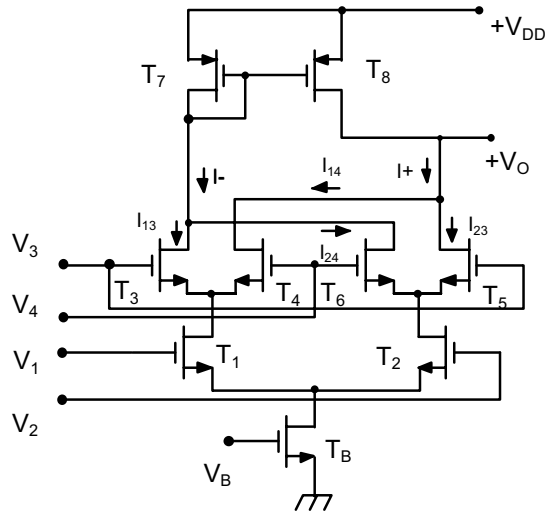 +V_DD
T_7
T_8
+V_O
I-
I_14
I+
I_13
I_24
I_23
V_3
T_3
T_4
T_6
T_5
V_4
V_1
T_1
T_2
V_2
V_B
T_B